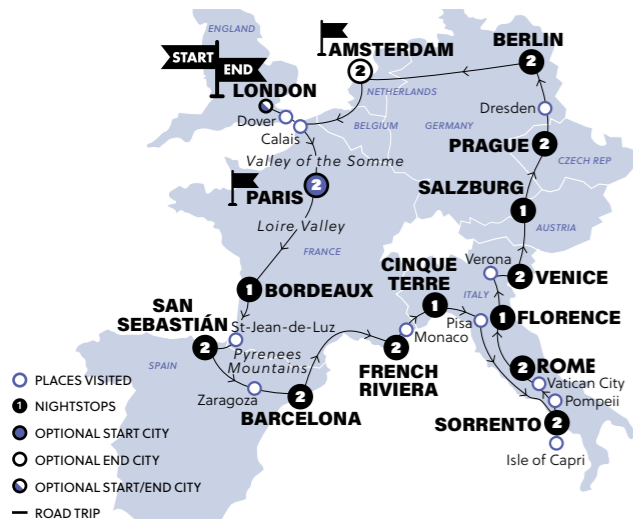 ENGLAND
START
END
LONDON
Dover
Calais
AMSTERDAM
2
NETHERLANDS
BERLIN
2
BELGIUM
GERMANY
Dresden
Valley of the Somme
PRAGUE
2
CZECH REP
PARIS
2
SALZBURG
1
AUSTRIA
Loire Valley
FRANCE
Verona
VENICE
2
CINQUE
TERRE
1
ITALY
BORDEAUX
1
FLORENCE
1
Pisa
Monaco
SAN
SEBASTIÁN
2
St-Jean-de-Luz
Pyrenees
Mountains
FRENCH
RIVIERA
2
ROME
2
Vatican City
Pompeii
SPAIN
Zaragoza
BARCELONA
2
SORRENTO
2
Isle of Capri
PLACES VISITED
1 NIGHTSTOPS
OPTIONAL START CITY
OPTIONAL END CITY
OPTIONAL START/END CITY
ROAD TRIP